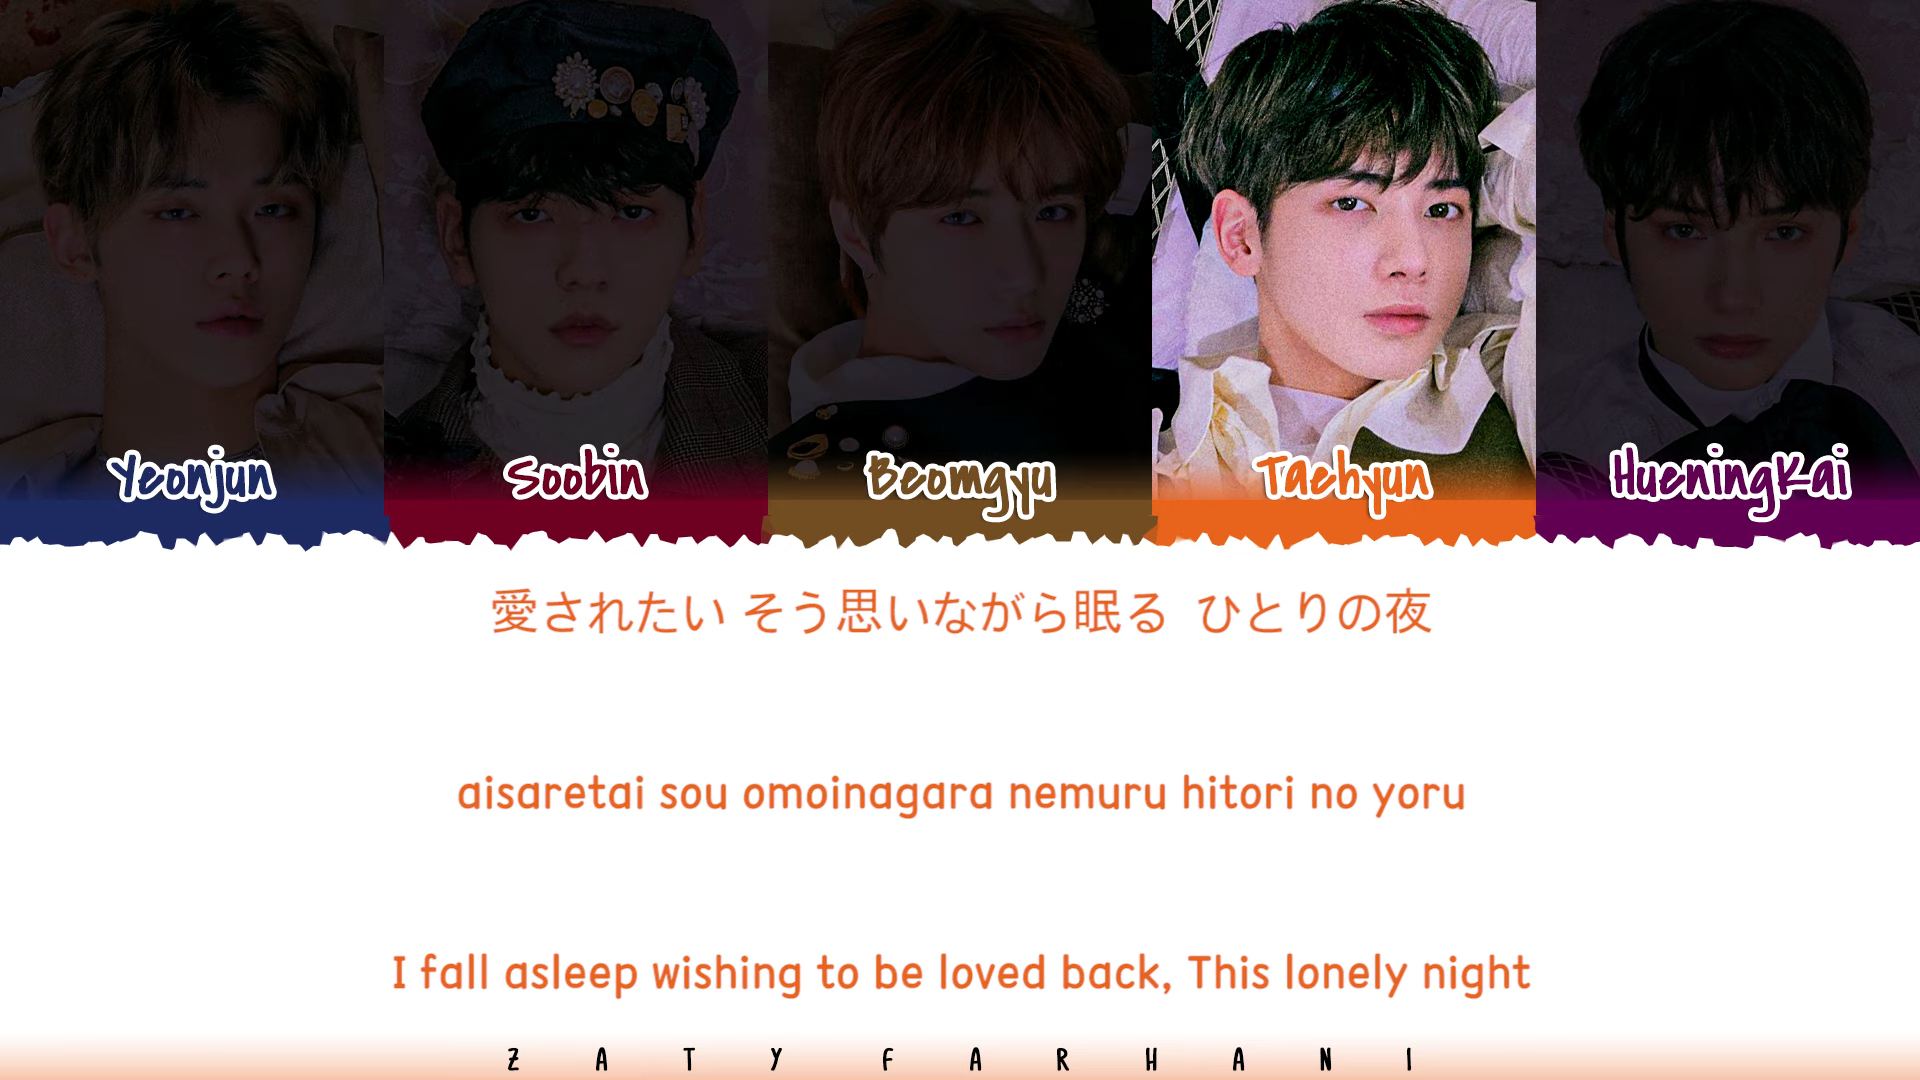 Yeonjun Soobin Beomgyu Taehyun HueningKai
愛されたい そう思いながら眠る ひとりの夜
aisaretai sou omoinagara nemuru hitori no yoru
I fall asleep wishing to be loved back, This lonely night
ZATY FARHANI